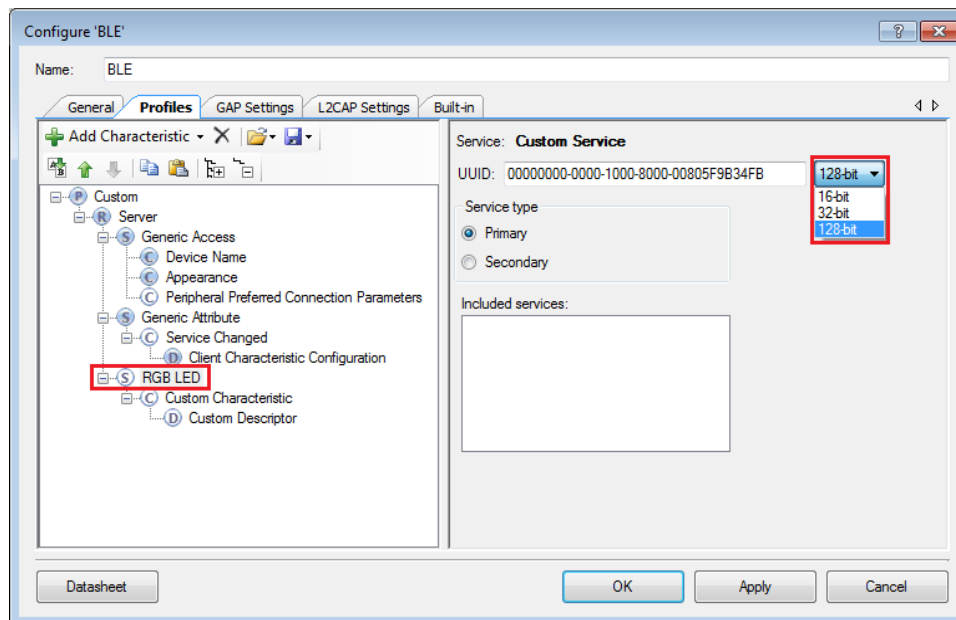 Configure 'BLE'
Name: BLE
General Profiles GAP Settings L2CAP Settings Built-in
Add Characteristic
Custom
Server
Generic Access
Device Name
Appearance
Peripheral Preferred Connection Parameters
Generic Attribute
Service Changed
Client Characteristic Configuration
RGB LED
Custom Characteristic
Custom Descriptor
Service: Custom Service
UUID: 00000000-0000-1000-8000-00805F9B34FB 128-bit
16-bit
32-bit
128-bit
Service type
Primary
Secondary
Included services:
Datasheet OK Apply Cancel